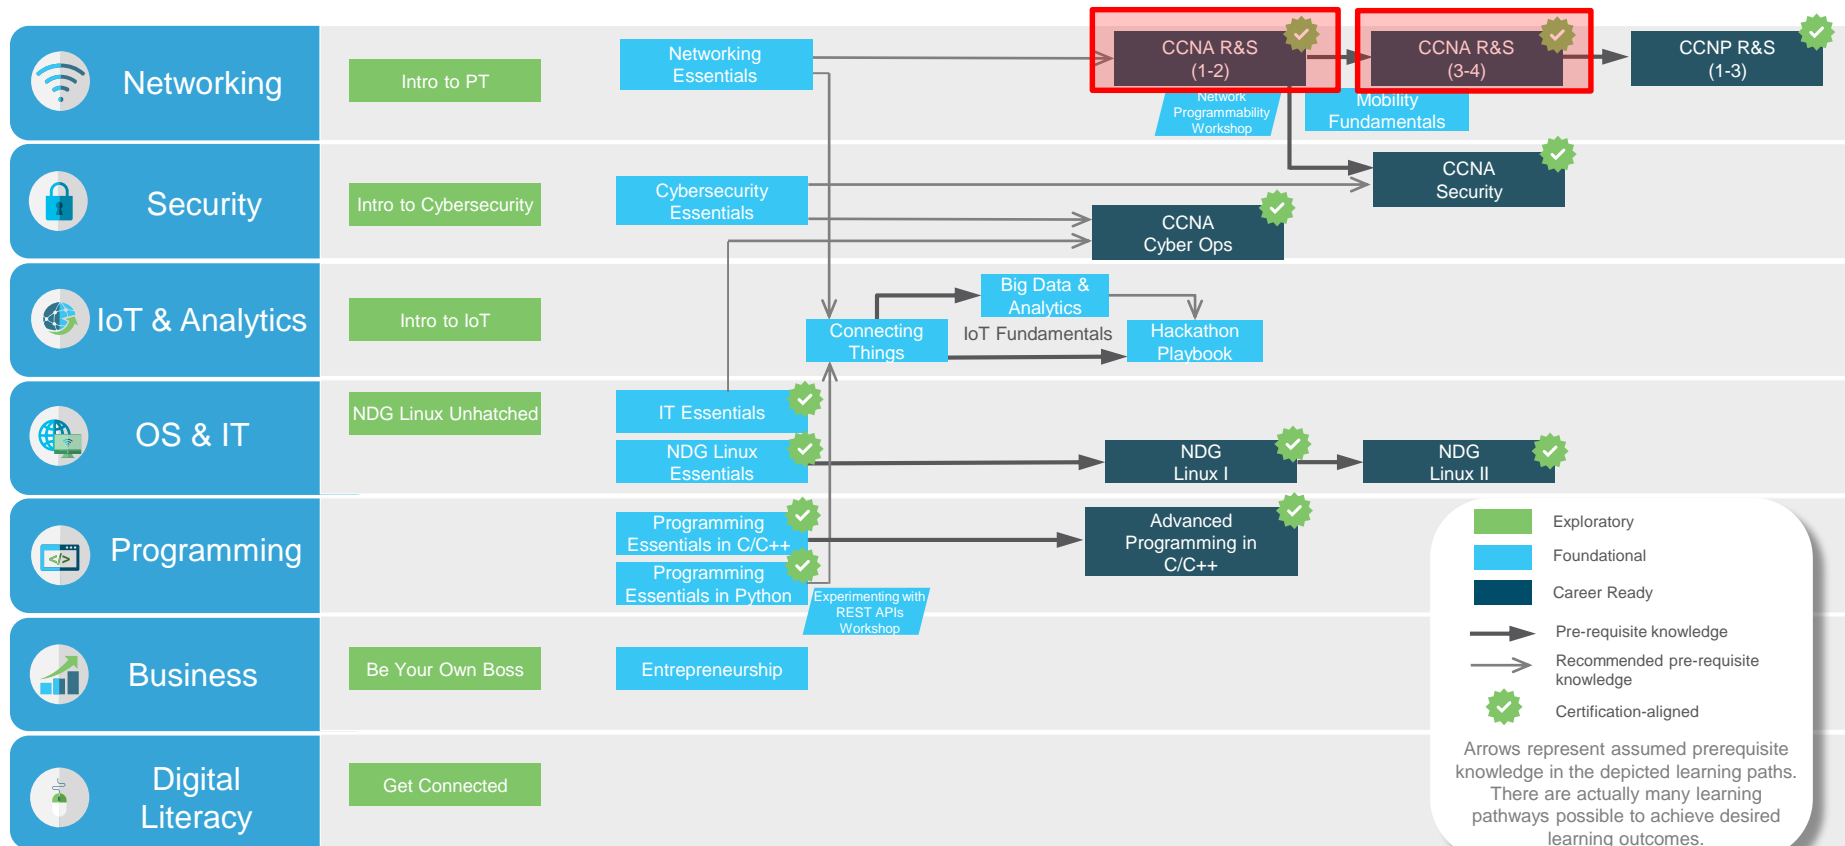 Networking
Intro to PT
Networking
Essentials
CCNA R&S
(1-2)
CCNA R&S
(3-4)
CCNP R&S
(1-3)
Network
Programmability
Workshop
Mobility
Fundamentals
Security
Intro to Cybersecurity
Cybersecurity
Essentials
CCNA
Cyber Ops
CCNA
Security
IoT & Analytics
Intro to IoT
Connecting
Things
Big Data &
Analytics
IoT Fundamentals
Hackathon
Playbook
OS & IT
NDG Linux Unhatched
IT Essentials
NDG Linux
Essentials
NDG
Linux I
NDG
Linux II
Programming
Programming
Essentials in C/C++
Programming
Essentials in Python
Experimenting with
REST APIs
Workshop
Advanced
Programming in
C/C++
Business
Be Your Own Boss
Entrepreneurship
Digital
Literacy
Get Connected
Exploratory
Foundational
Career Ready
Pre-requisite knowledge
Recommended pre-requisite
knowledge
Certification-aligned
Arrows represent assumed prerequisite
knowledge in the depicted learning paths.
There are actually many learning
pathways possible to achieve desired
learning outcomes.